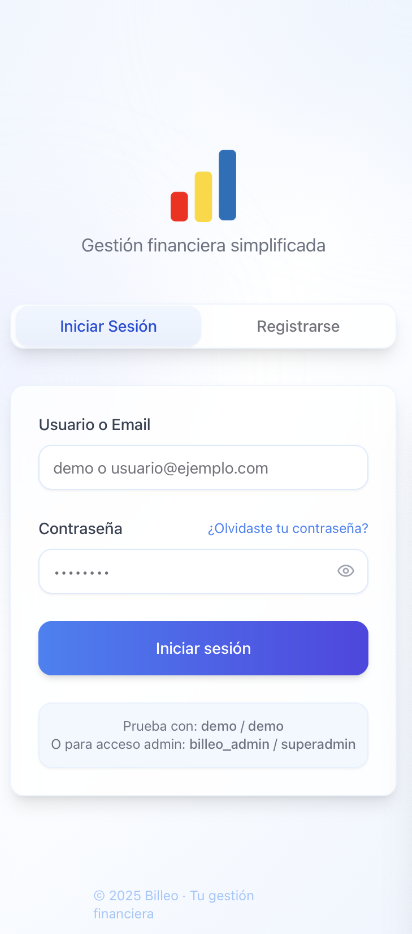 Gestión financiera simplificada
Iniciar Sesión
Registrarse
Usuario o Email
demo o usuario@ejemplo.com
Contraseña
¿Olvidaste tu contraseña?
••••••••
Iniciar sesión
Prueba con: demo / demo
O para acceso admin: billeo_admin / superadmin
© 2025 Billeo · Tu gestión
financiera